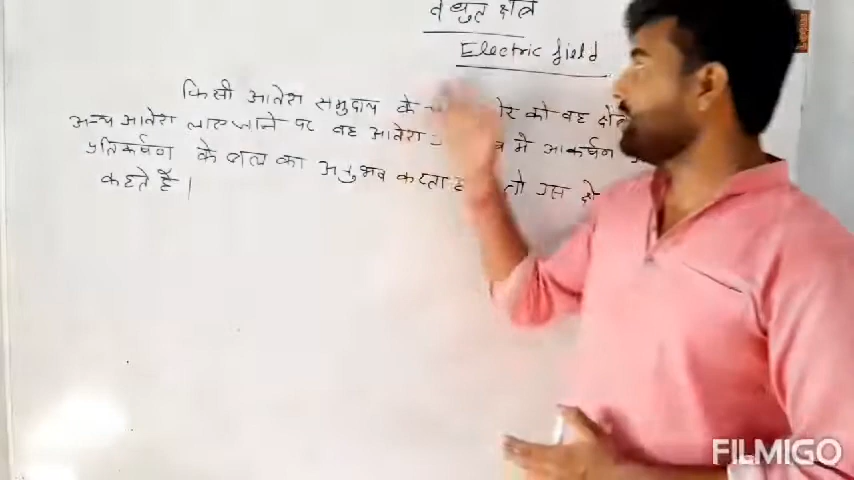 विद्युत क्षेत्र
Electric field
किसी आवेश समुदाय के ओर का वह क्षेत्र
अन्य आवेश लाए जाने पर वह आवेश में आकर्षण
प्रतिकर्षण के बल का अनुभव करता है तो उस क्षे
कहते हैं।
FILMIGO